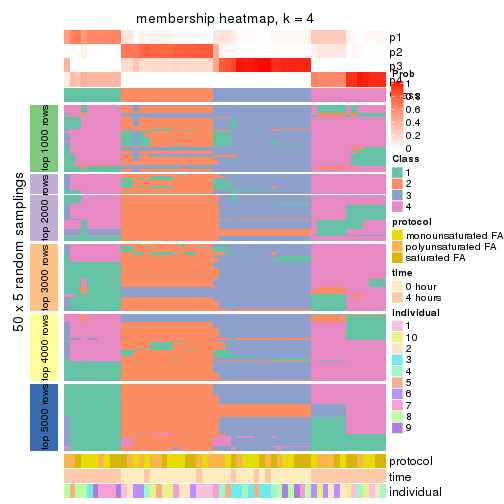 membership heatmap, k = 4
p1
p2
p3
p4
Class
50 x 5 random samplings
top 1000 rows
top 2000 rows
top 3000 rows
top 4000 rows
top 5000 rows
protocol
time
individual
Prob
1
0.8
0.6
0.4
0.2
0
Class
1
2
3
4
protocol
monounsaturated FA
polyunsaturated FA
saturated FA
time
0 hour
4 hours
individual
1
10
2
3
4
5
6
7
8
9